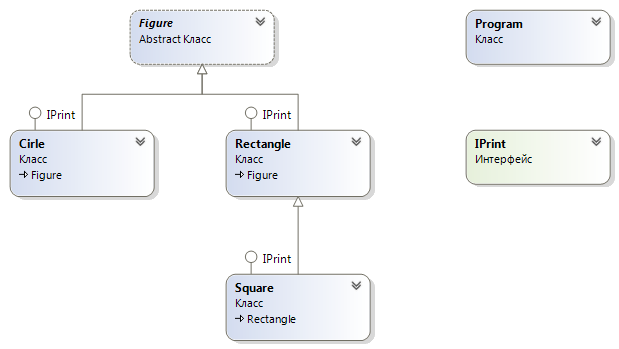 Figure
Abstract Класс
Program
Класс
IPrint
IPrint
Cirle
Класс
Figure
Rectangle
Класс
Figure
IPrint
Интерфейс
IPrint
Square
Класс
Rectangle